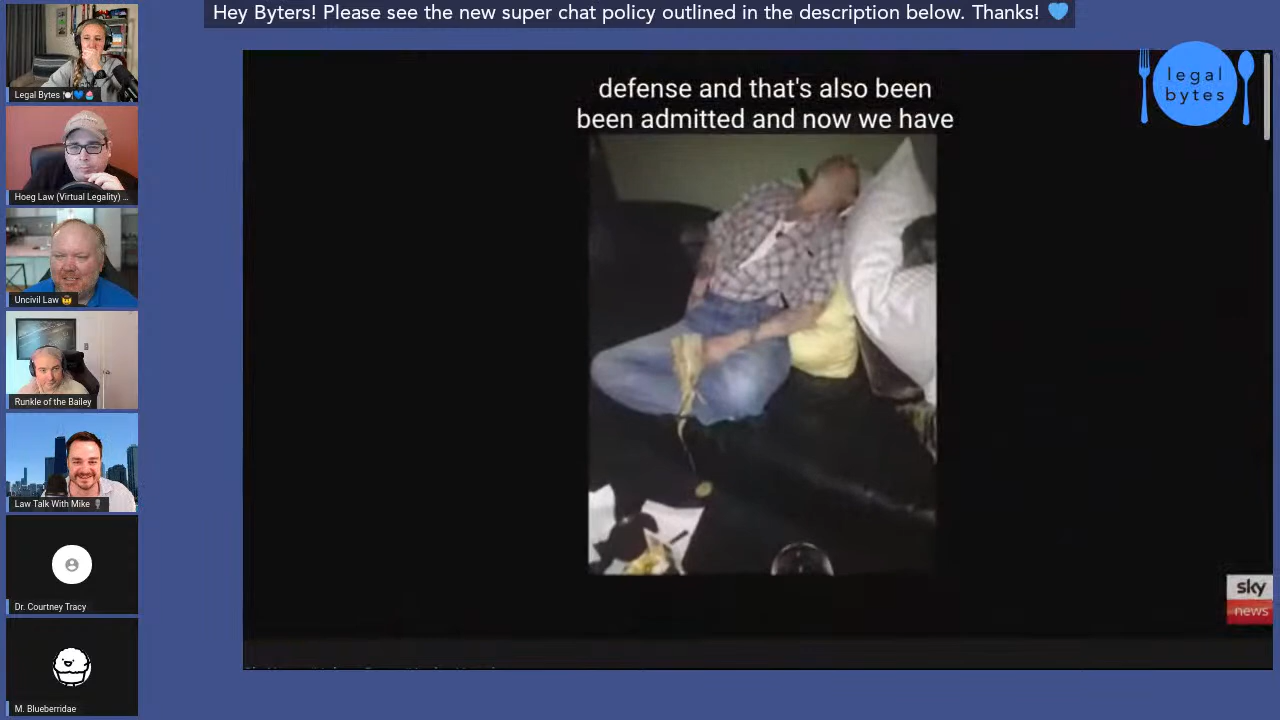 Hey Byters! Please see the new super chat policy outlined in the description below. Thanks! 💙
legal
bytes
defense and that's also been
been admitted and now we have
Legal Bytes 🍽️💙🧁
Hoeg Law (Virtual Legality) ...
Uncivil Law 🤠
Runkle of the Bailey
Law Talk With Mike 🎙️
Dr. Courtney Tracy
M. Blueberridae
sky
news